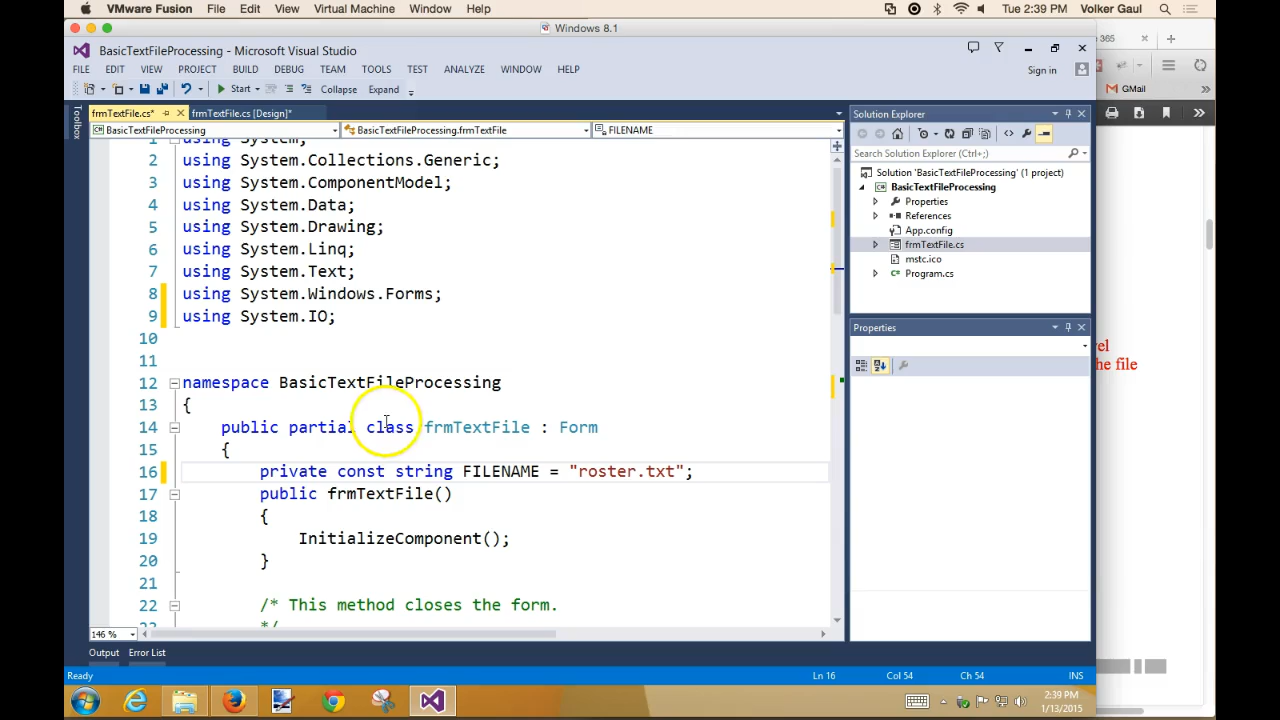 VMware Fusion File Edit View Virtual Machine Window Help Tue 2:39 PM Volker Gaul
Windows 8.1
365
BasicTextFileProcessing - Microsoft Visual Studio
FILE EDIT VIEW PROJECT BUILD DEBUG TEAM TOOLS TEST ANALYZE WINDOW HELP Sign in
Start Collapse Expand
GMail
frmTextFile.cs* frmTextFile.cs [Design]*
Toolbox
BasicTextFileProcessing BasicTextFileProcessing.frmTextFile FILENAME
1 using System;
2 using System.Collections.Generic;
3 using System.ComponentModel;
4 using System.Data;
5 using System.Drawing;
6 using System.Linq;
7 using System.Text;
8 using System.Windows.Forms;
9 using System.IO;
10
11
12 namespace BasicTextFileProcessing
13 {
14 public partial class frmTextFile : Form
15 {
16 private const string FILENAME = "roster.txt";
17 public frmTextFile()
18 {
19 InitializeComponent();
20 }
21
22 /* This method closes the form.
*/
146 %
Solution Explorer
Search Solution Explorer (Ctrl+;)
Solution 'BasicTextFileProcessing' (1 project)
BasicTextFileProcessing
Properties
References
App.config
frmTextFile.cs
mstc.ico
Program.cs
Properties
vel
he file
Output Error List
Ready Ln 16 Col 54 Ch 54 INS
2:39 PM
1/13/2015